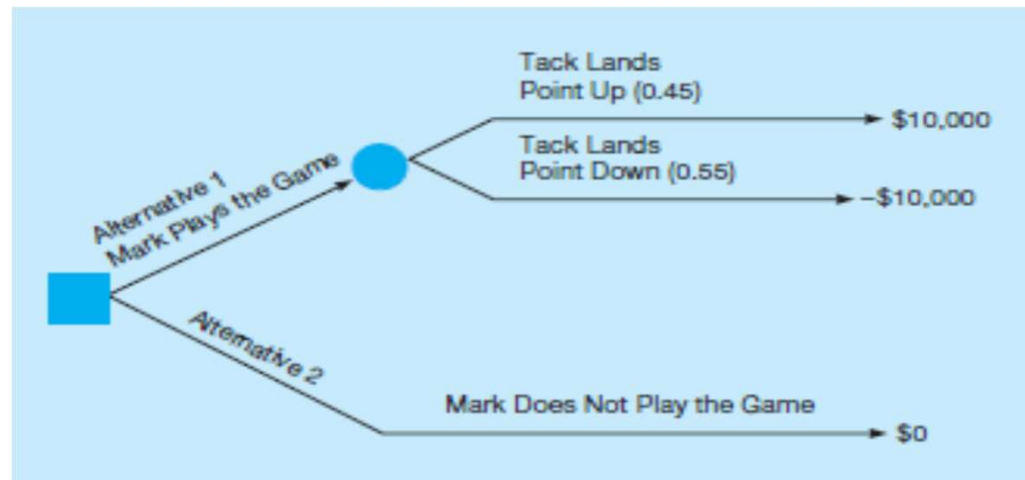 Tack Lands
Point Up (0.45)
$10,000
Tack Lands
Point Down (0.55)
-$10,000
Alternative 1
Mark Plays the Game
Alternative 2
Mark Does Not Play the Game
$0